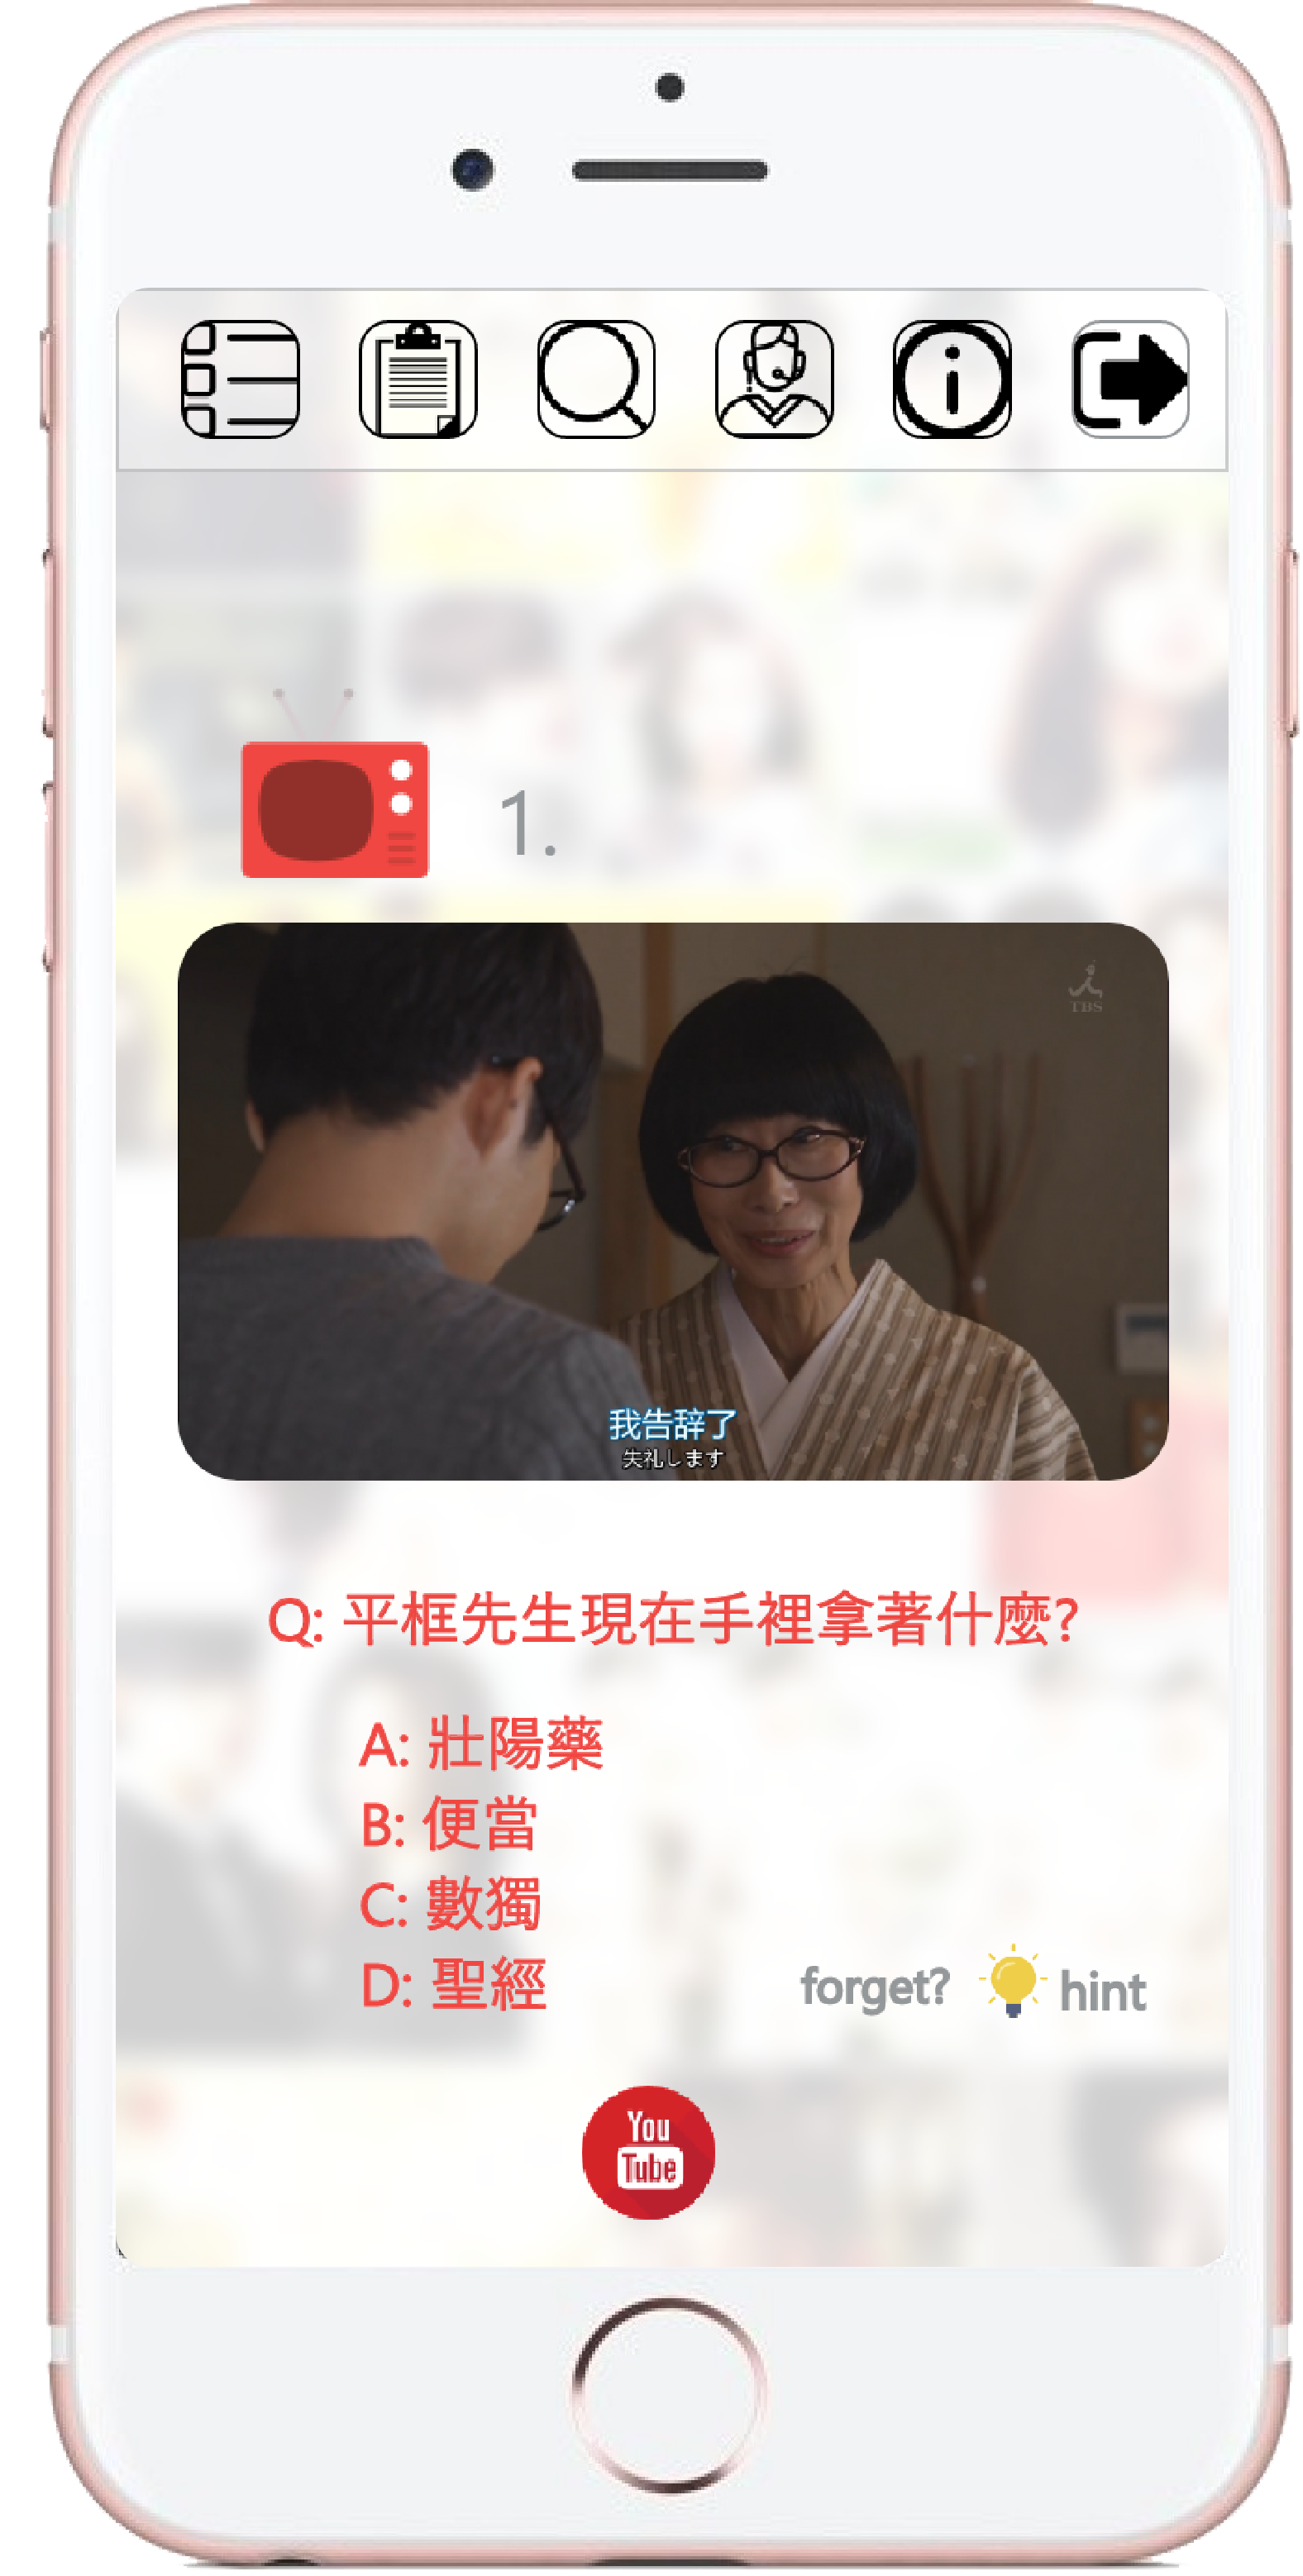 1.
TBS
我告辞了
失礼します
Q: 平框先生現在手裡拿著什麼?
A: 壯陽藥
B: 便當
C: 數獨
D: 聖經
forget? hint
You
Tube